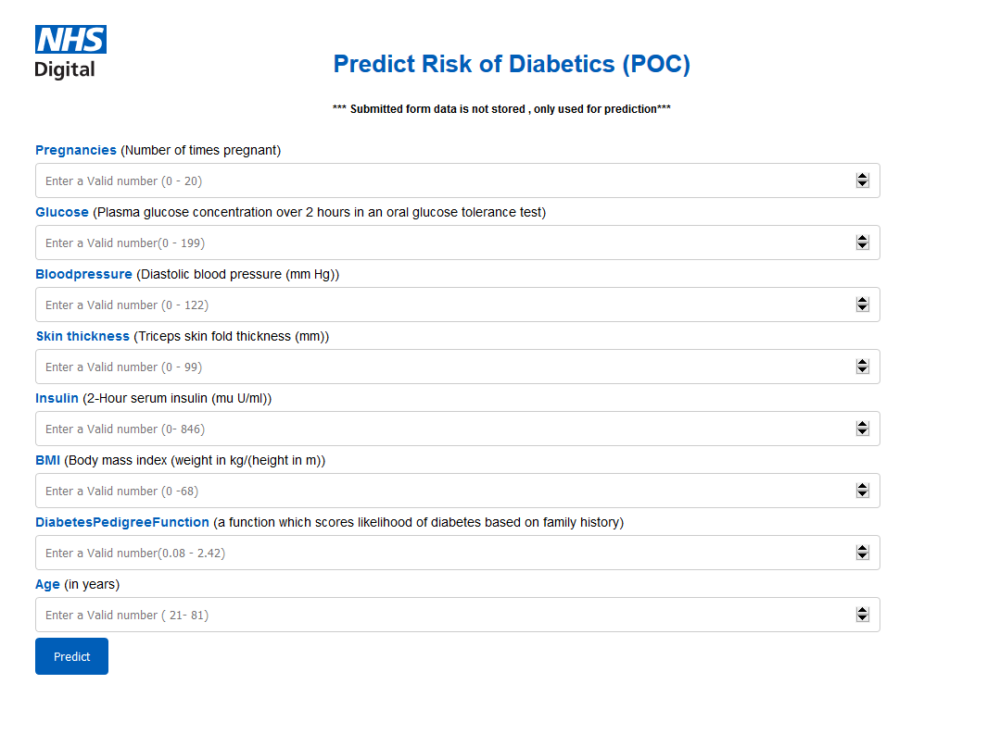 NHS
Digital
Predict Risk of Diabetics (POC)
*** Submitted form data is not stored , only used for prediction***
Pregnancies (Number of times pregnant)
Enter a Valid number (0 - 20)
Glucose (Plasma glucose concentration over 2 hours in an oral glucose tolerance test)
Enter a Valid number(0 - 199)
Bloodpressure (Diastolic blood pressure (mm Hg))
Enter a Valid number (0 - 122)
Skin thickness (Triceps skin fold thickness (mm))
Enter a Valid number (0 - 99)
Insulin (2-Hour serum insulin (mu U/ml))
Enter a Valid number (0- 846)
BMI (Body mass index (weight in kg/(height in m))
Enter a Valid number (0 -68)
DiabetesPedigreeFunction (a function which scores likelihood of diabetes based on family history)
Enter a Valid number(0.08 - 2.42)
Age (in years)
Enter a Valid number ( 21- 81)
Predict